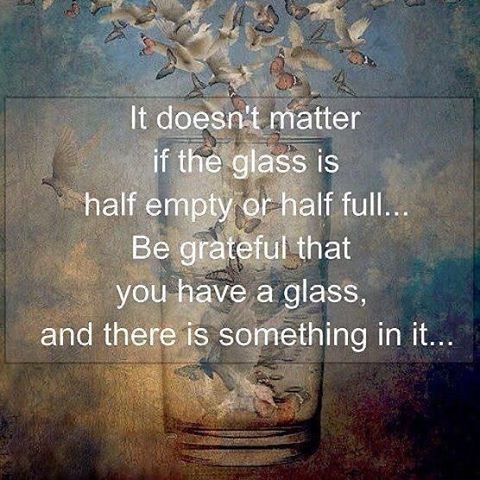 It doesn't matter
if the glass is
half empty or half full...
Be grateful that
you have a glass,
and there is something in it...